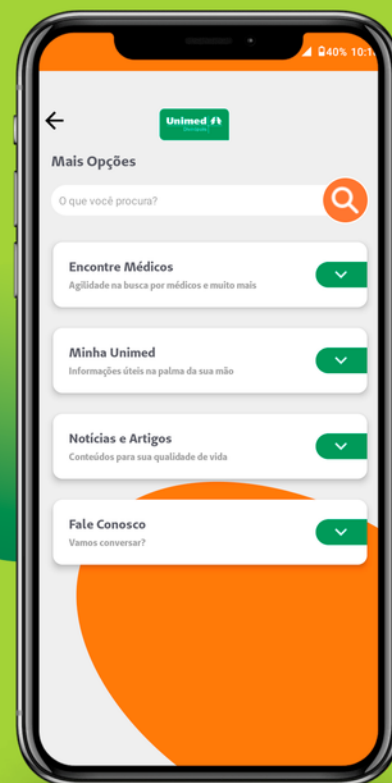 40% 10:1
Unimed
Mais Opções
O que você procura?
Encontre Médicos
Agilidade na busca por médicos e muito mais
Minha Unimed
Informações úteis na palma da sua mão
Notícias e Artigos
Conteúdos para sua qualidade de vida
Fale Conosco
Vamos conversar?